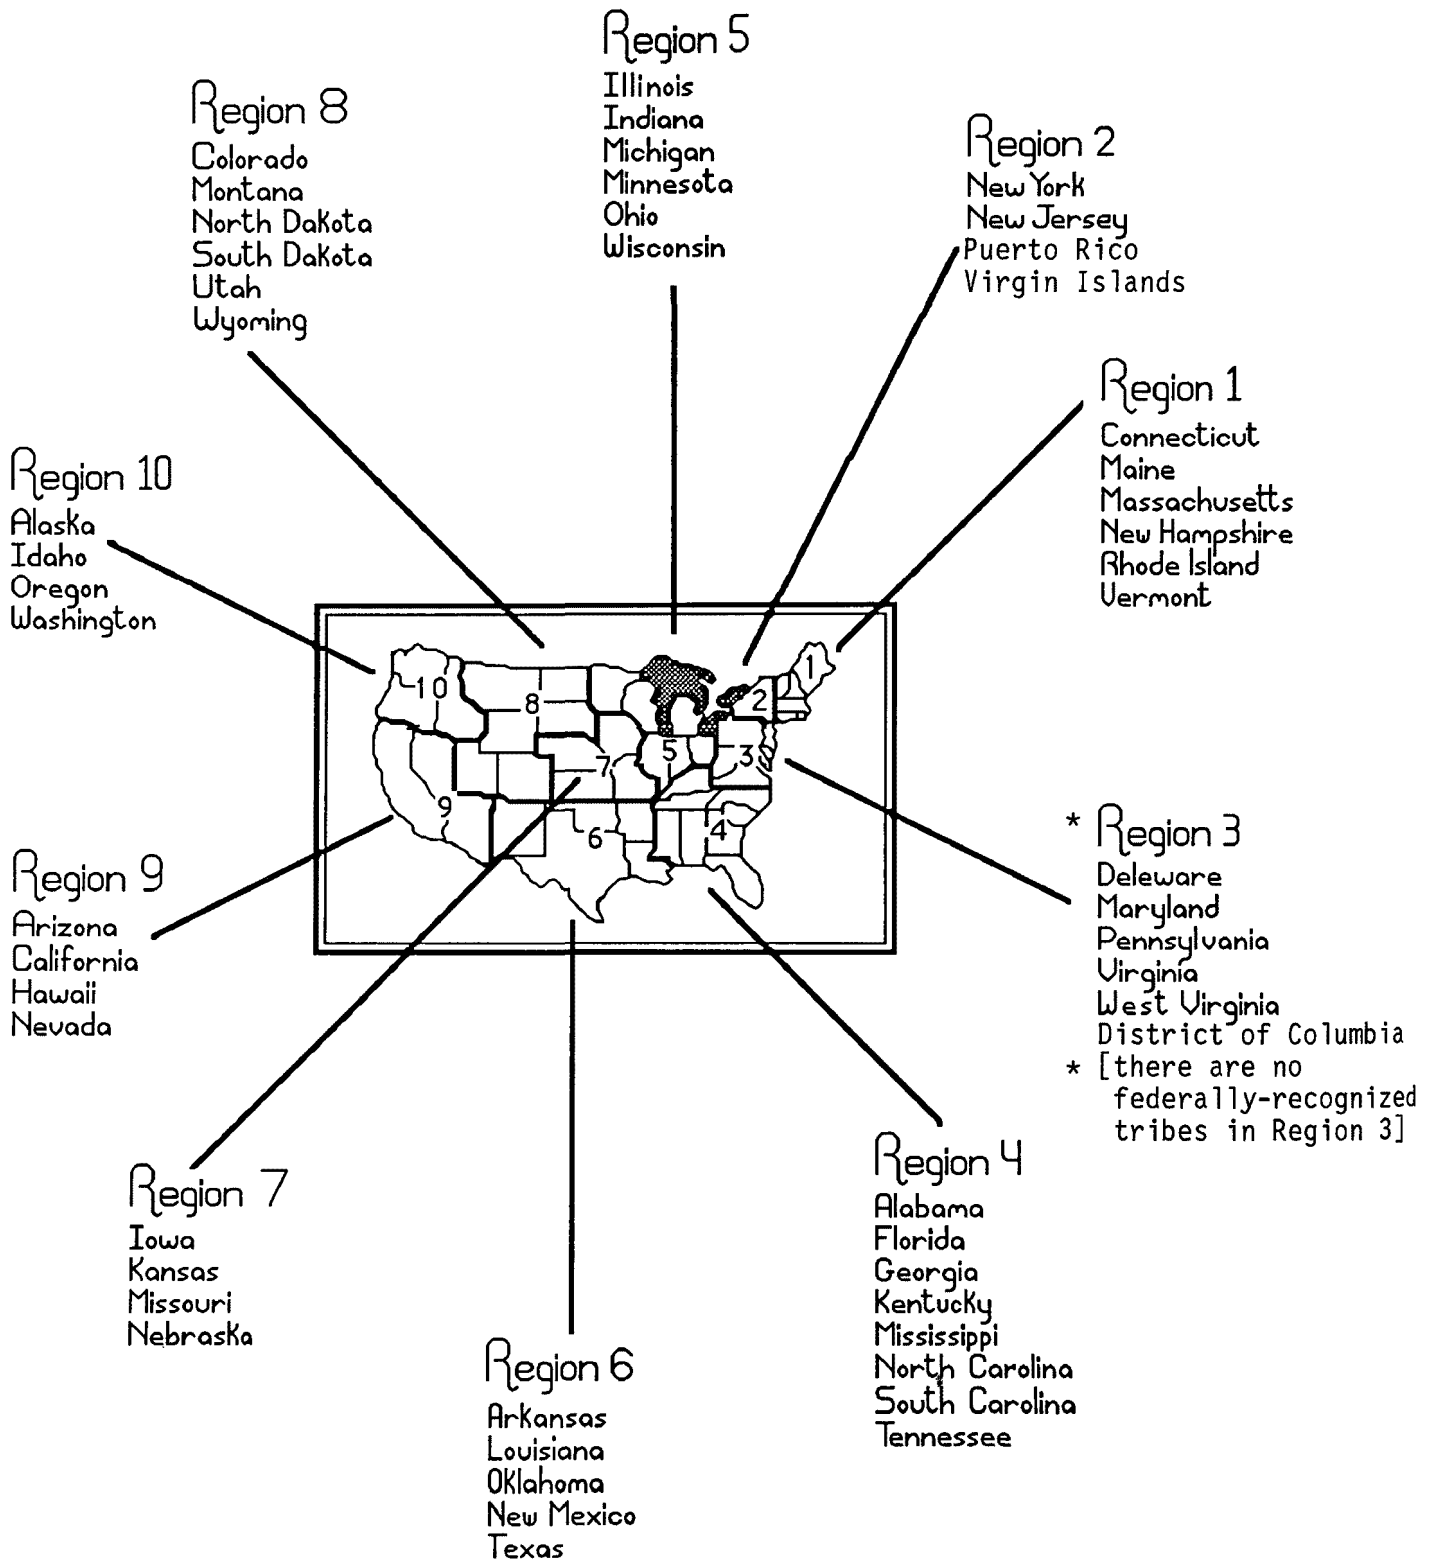 Region 5
Illinois
Indiana
Michigan
Minnesota
Ohio
Wisconsin
Region 8
Colorado
Montana
North Dakota
South Dakota
Utah
Wyoming
Region 2
New York
New Jersey
Puerto Rico
Virgin Islands
Region 1
Connecticut
Maine
Massachusetts
New Hampshire
Rhode Island
Vermont
Region 10
Alaska
Idaho
Oregon
Washington
1
10
8
2
5
3
7
9
6
4
* Region 3
Deleware
Maryland
Pennsylvania
Virginia
West Virginia
District of Columbia
* [there are no
federally-recognized
tribes in Region 3]
Region 9
Arizona
California
Hawaii
Nevada
Region 7
Iowa
Kansas
Missouri
Nebraska
Region 4
Alabama
Florida
Georgia
Kentucky
Mississippi
North Carolina
South Carolina
Tennessee
Region 6
Arkansas
Louisiana
Oklahoma
New Mexico
Texas